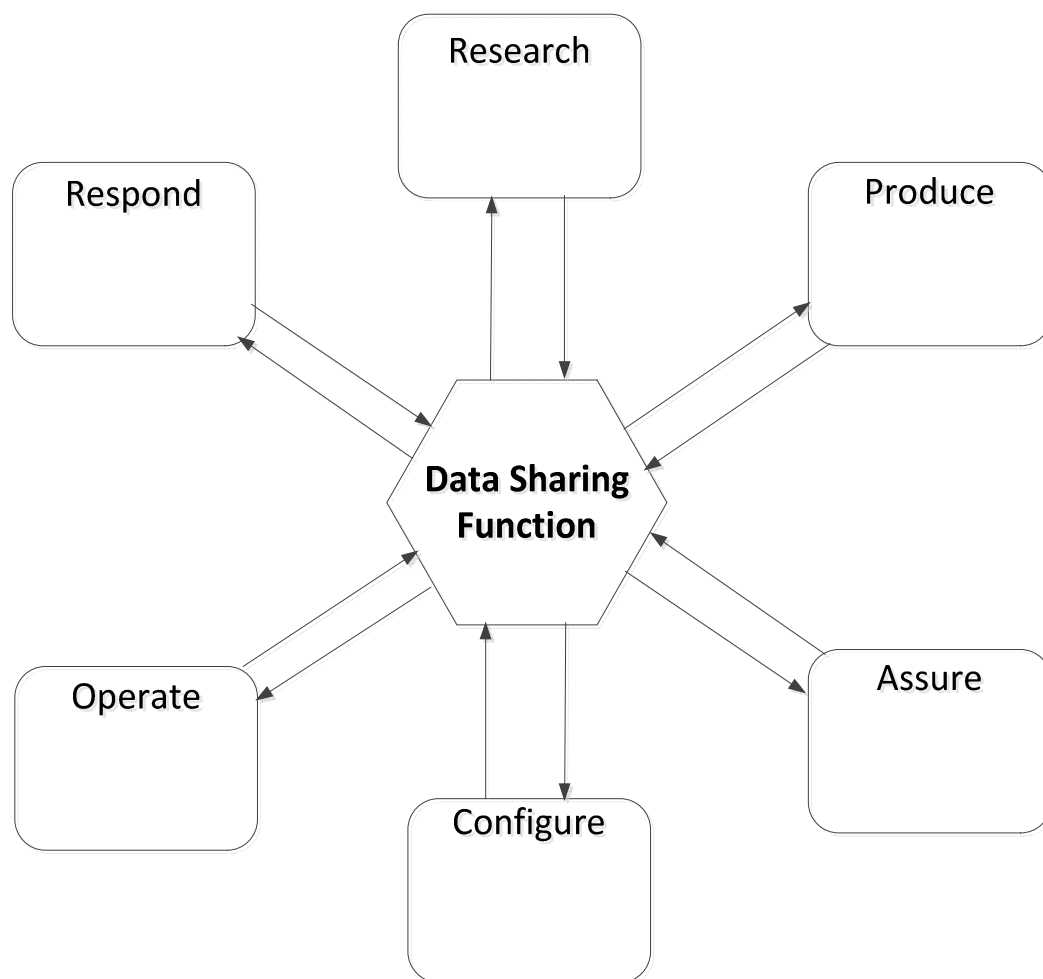 Research
Respond
Produce
Data Sharing
Function
Operate
Assure
Configure